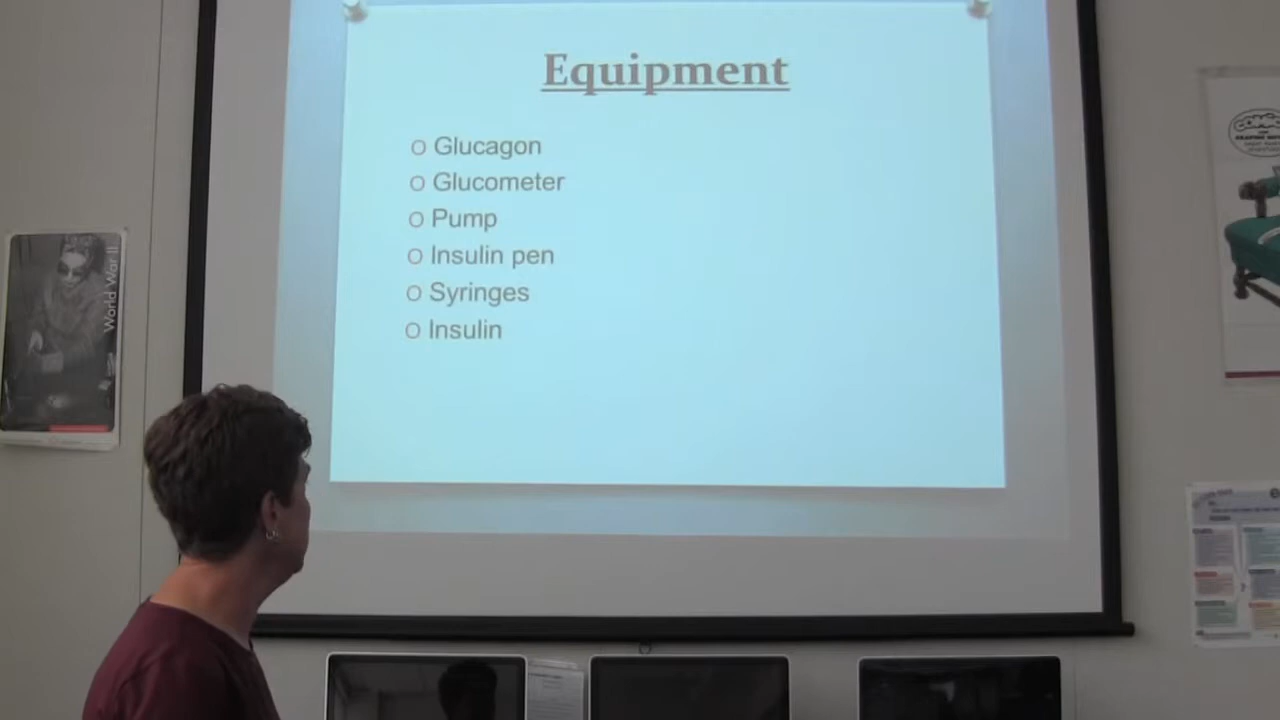 Equipment
o Glucagon
o Glucometer
o Pump
o Insulin pen
o Syringes
o Insulin
World War II